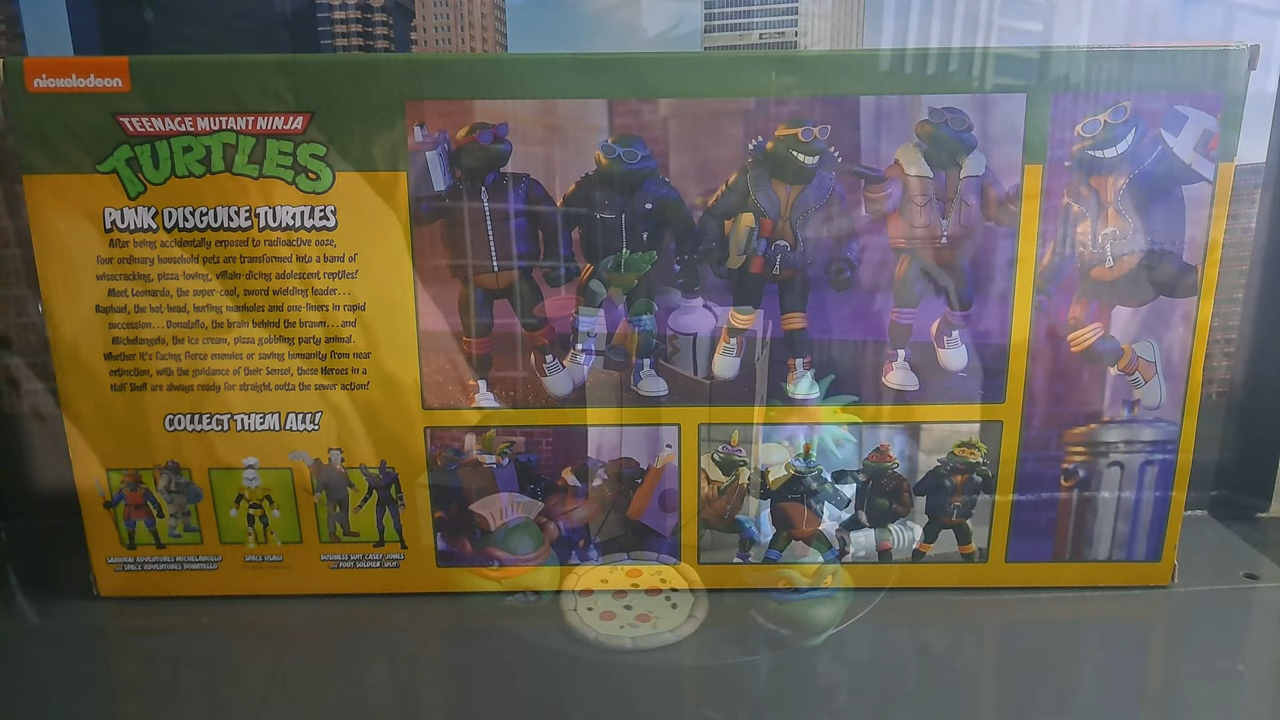 nickelodeon
TEENAGE MUTANT NINJA
TURTLES
PUNK DISGUISE TURTLES
After being accidentally exposed to radioactive ooze,
four ordinary household pets are transformed into a band of
wisecracking, pizza-loving, villain-dicing adolescent reptiles!
Meet Leonardo, the super-cool, sword wielding leader...
Raphael, the hot-head, hurling manholes and one-liners in rapid
succession... Donatello, the brain behind the brawn... and
Michelangelo, the ice cream, pizza gobbling party animal.
Whether it's facing fierce enemies or saving humanity from near
extinction, with the guidance of their Sensei, these Heroes in a
Half Shell are always ready for straight outta the sewer action!
COLLECT THEM ALL!
SAMURAI ADVENTURES MICHELANGELO
AND SPACE ADVENTURES DONATELLO
SPACE USAGI
BUSINESS SUIT CASEY JONES
AND FOOT SOLDIER SPLIT